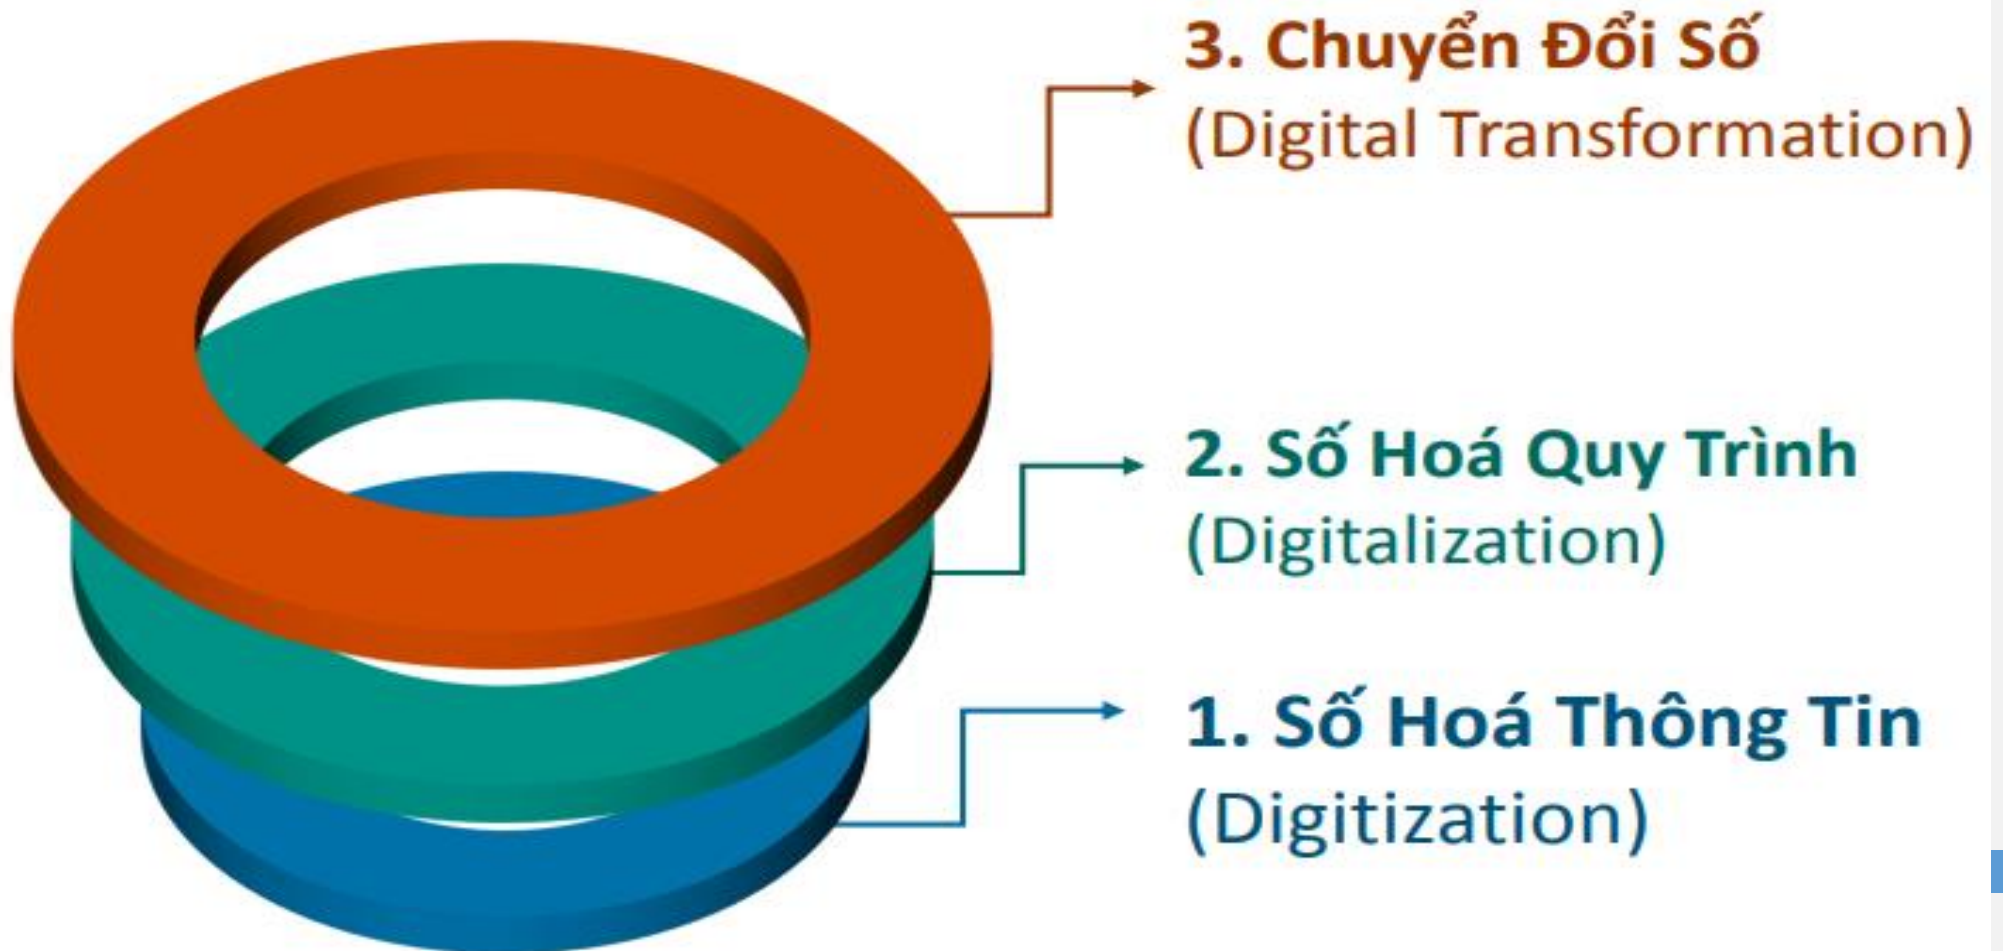 3. Chuyển Đổi Số
(Digital Transformation)
2. Số Hoá Quy Trình
(Digitalization)
1. Số Hoá Thông Tin
(Digitization)